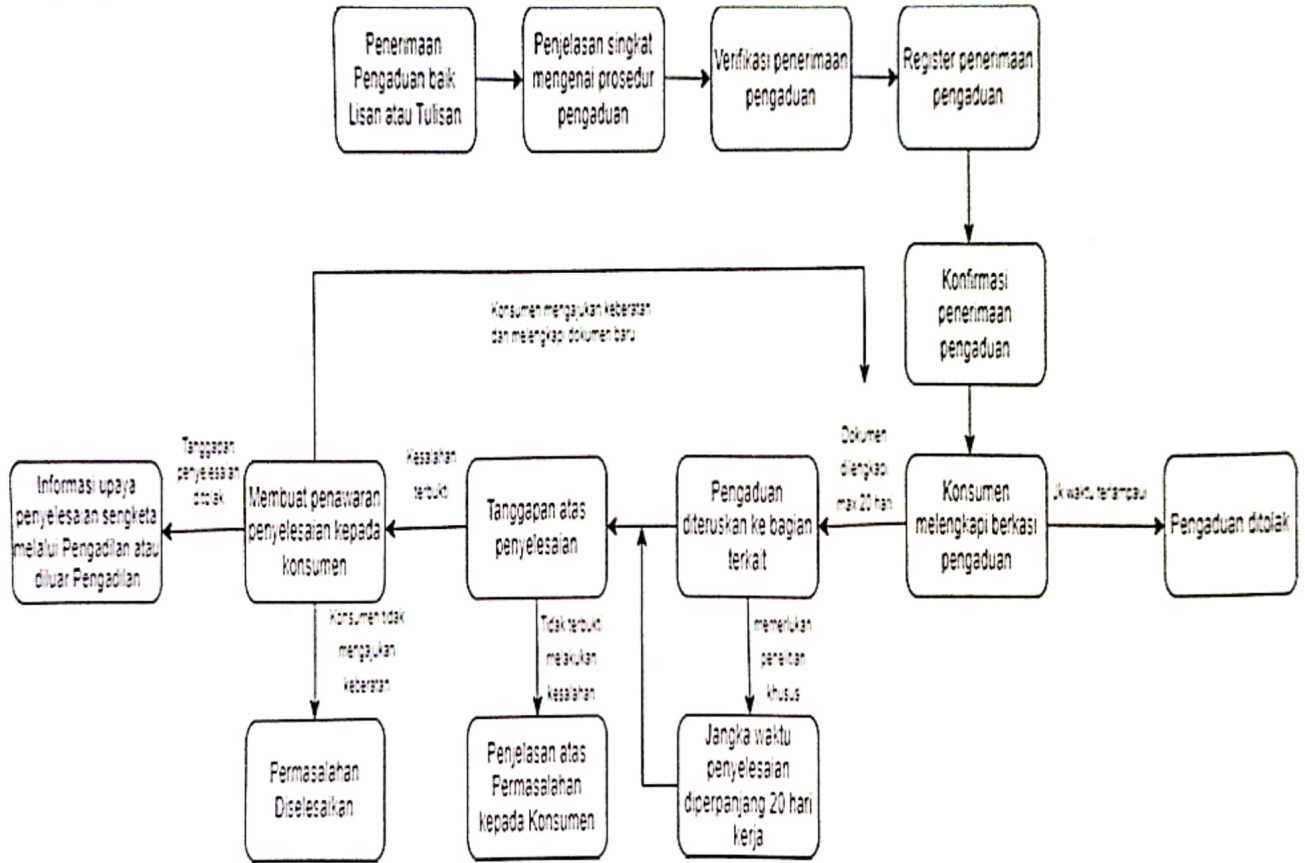 Penerimaan
Pengaduan baik
Lisan atau Tulisan
Penjelasan singkat
mengenai prosedur
pengaduan
Verifikasi penerimaan
pengaduan
Register penerimaan
pengaduan
Konfirmasi
penerimaan
pengaduan
Konsumen mengajukan keberatan
dan melengkapi dokumen baru
Informasi upaya
penyelesaian sengketa
melalui Pengadilan atau
diluar Pengadilan
Tanggapan
penyelesaian
ditolak
Membuat penawaran
penyelesaian kepada
konsumen
Kesalahan
terbukti
Tanggapan atas
penyelesaian
Pengaduan
diteruskan ke bagian
terkait
Dokumen
dilengkapi
max 20 hari
Konsumen
melengkapi berkasi
pengaduan
Jk waktu terlampaui
Pengaduan ditolak
Konsumen tidak
mengajukan
keberatan
Tidak terbukti
melakukan
kesalahan
memerlukan
penelitian
khusus
Permasalahan
Diselesaikan
Penjelasan atas
Permasalahan
kepada Konsumen
Jangka waktu
penyelesaian
diperpanjang 20 hari
kerja